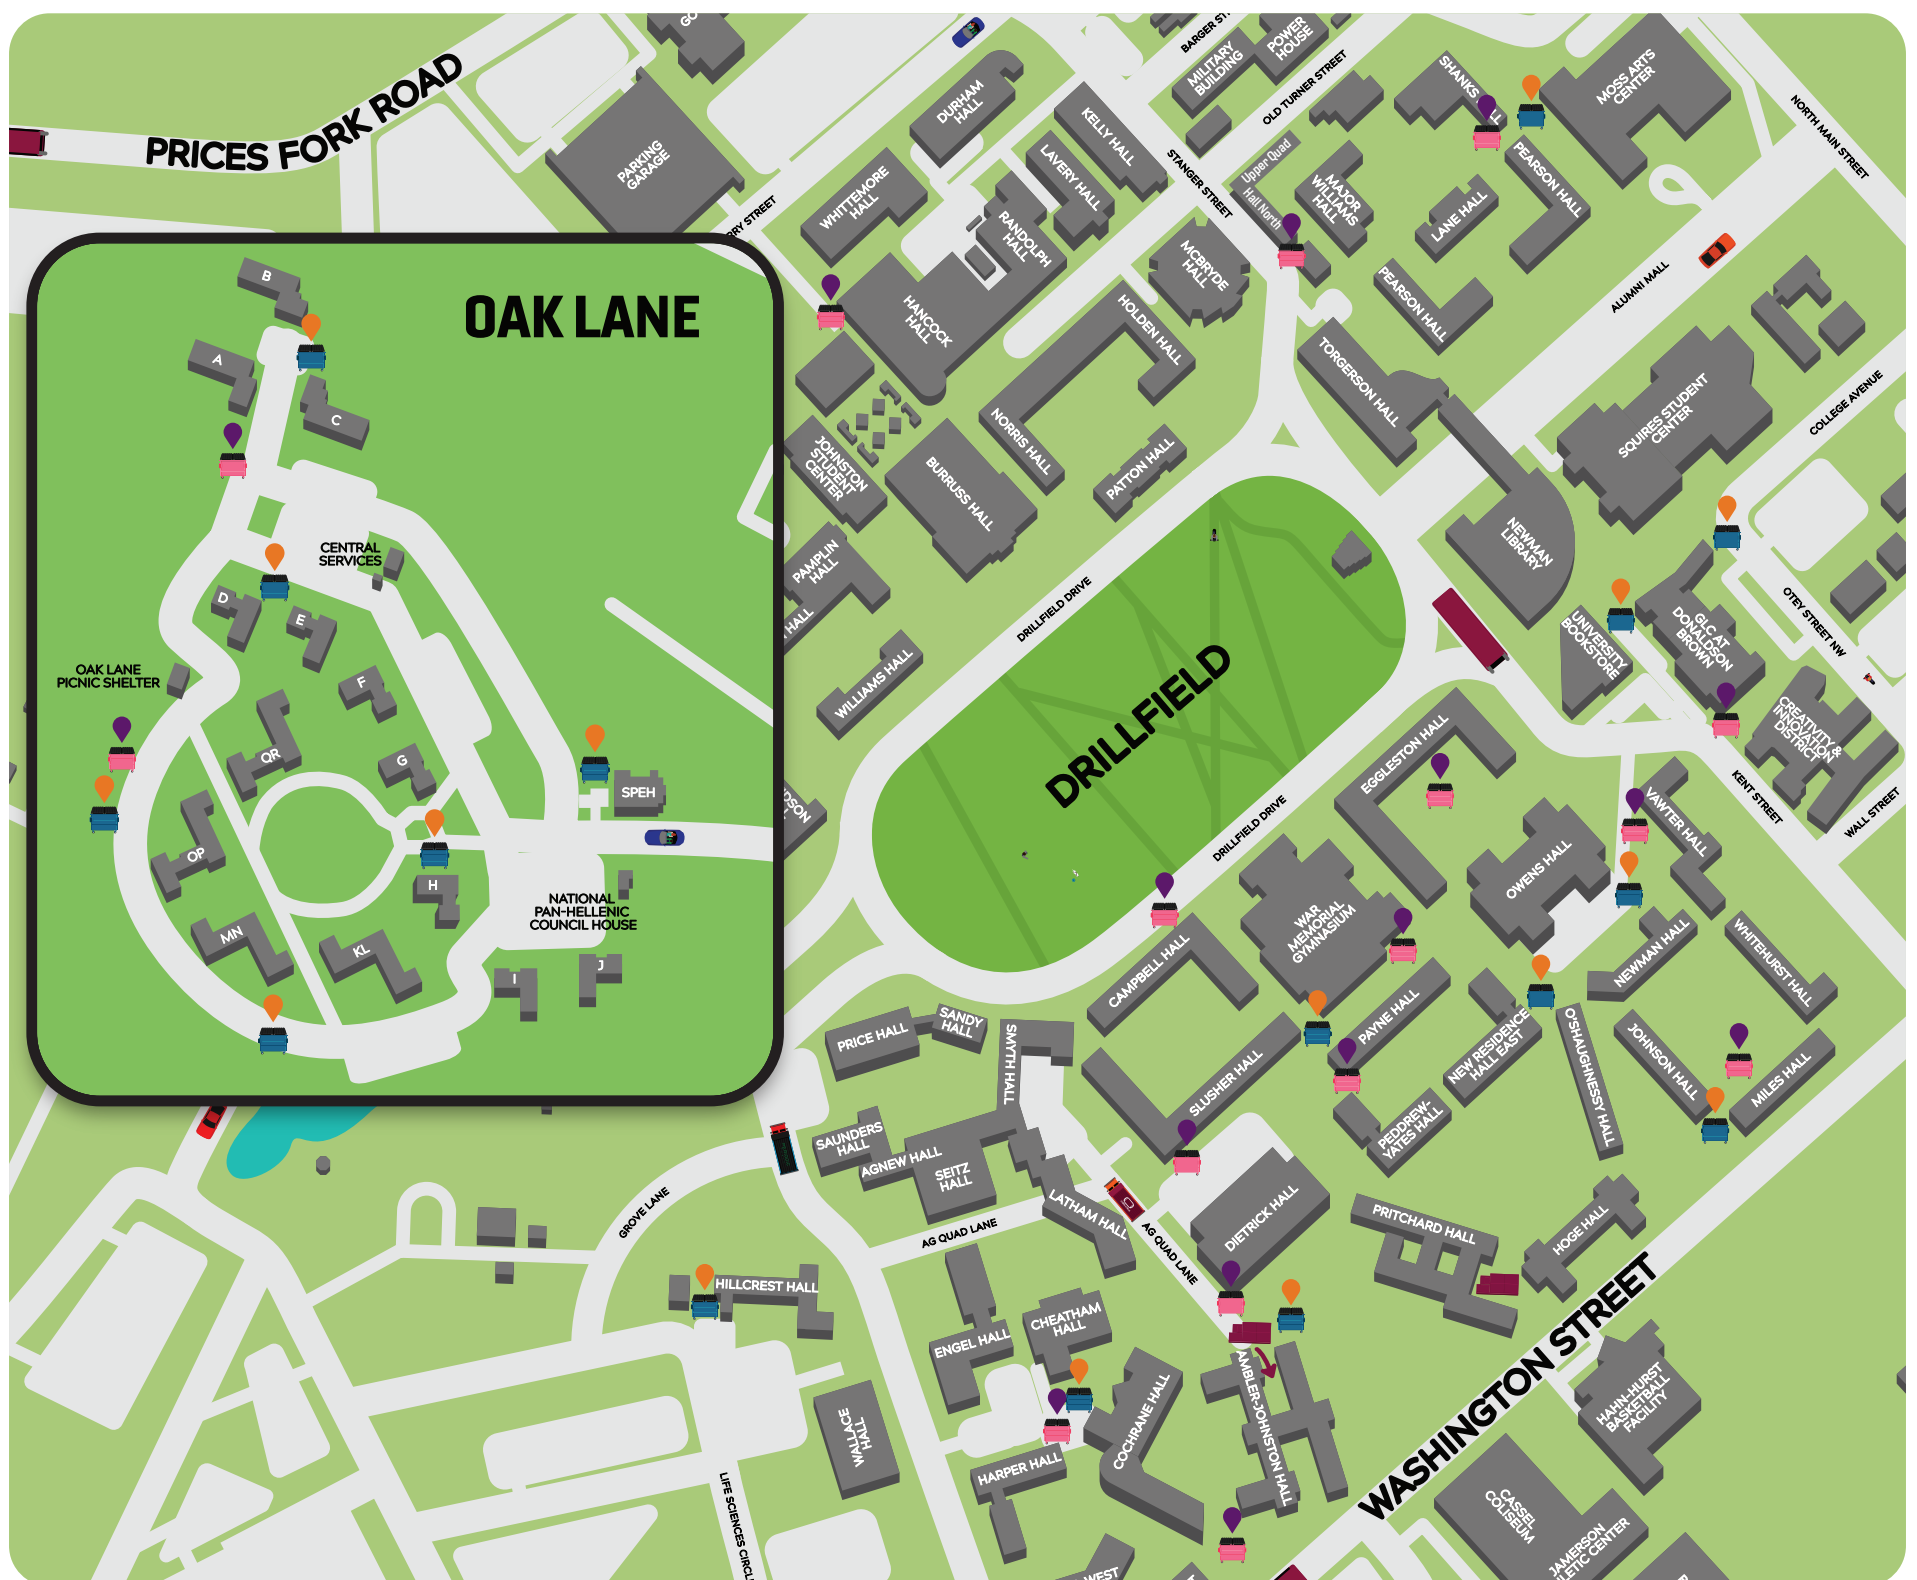 PRICES FORK ROAD
PARKING
GARAGE
DURHAM
HALL
WHITTEMORE
HALL
KELLY HALL
LAVERY HALL
RANDOLPH
HALL
HANCOCK
HALL
BARGER ST
MILITARY
BUILDING
POWER
HOUSE
OLD TURNER STREET
STANGER STREET
Upper Quad
Hall North
MAJOR
WILLIAMS
HALL
SHANKS
MOSS ARTS
CENTER
NORTH MAIN STREET
PEARSON HALL
LANE HALL
PEARSON HALL
ALUMNI MALL
MCBRYDE
HALL
HOLDEN HALL
NORRIS HALL
PATTON HALL
BURRUSS HALL
JOHNSTON
STUDENT
CENTER
PAMPLIN
HALL
HALL
WILLIAMS HALL
TORGERSON HALL
NEWMAN
LIBRARY
SQUIRES STUDENT
CENTER
COLLEGE AVENUE
OTEY STREET NW
UNIVERSITY
BOOKSTORE
GLC AT
DONALDSON
BROWN
CREATIVITY &
INNOVATION
DISTRICT
KENT STREET
WALL STREET
DRILLFIELD DRIVE
DRILLFIELD
DRILLFIELD DRIVE
OAK LANE
B
A
C
CENTRAL
SERVICES
D
E
OAK LANE
PICNIC SHELTER
F
QR
G
SPEH
OP
H
NATIONAL
PAN-HELLENIC
COUNCIL HOUSE
MN
KL
I
J
EGGLESTON HALL
OWENS HALL
VAWTER HALL
WAR
MEMORIAL
GYMNASIUM
CAMPBELL HALL
NEWMAN HALL
WHITEHURST HALL
PAYNE HALL
NEW RESIDENCE
HALL EAST
O'SHAUGHNESSY HALL
JOHNSON HALL
MILES HALL
SLUSHER HALL
PEDDREW-
YATES HALL
PRICE HALL
SANDY
HALL
SMYTH HALL
SAUNDERS
HALL
AGNEW HALL
SEITZ
HALL
LATHAM HALL
AG QUAD LANE
AG QUAD LANE
GROVE LANE
DIETRICK HALL
PRITCHARD HALL
HOGE HALL
HILLCREST HALL
ENGEL HALL
CHEATHAM
HALL
COCHRANE HALL
AMBLER-JOHNSTON HALL
HARPER HALL
WALLACE
HALL
LIFE SCIENCES CIRCL
WASHINGTON STREET
HAHN-HURST
BASKETBALL
FACILITY
CASSEL
COLISEUM
JAMERSON
LETIC CENTER
WEST